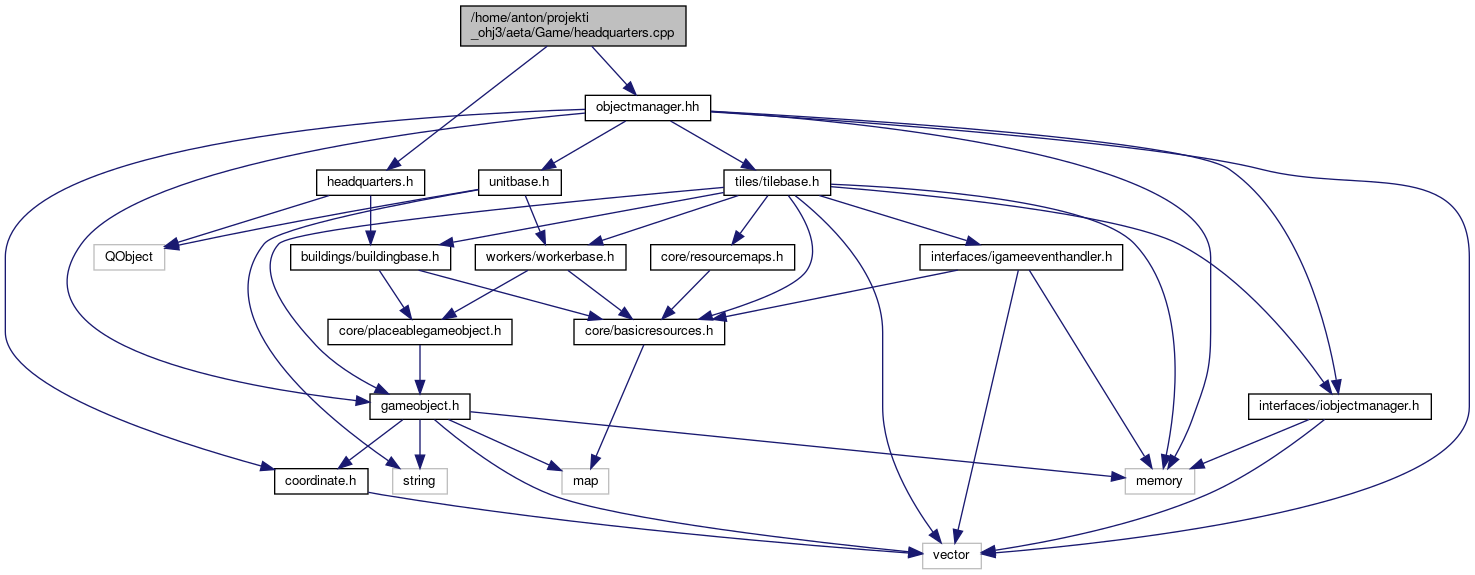 /home/anton/projekti
_ohj3/aeta/Game/headquarters.cpp
objectmanager.hh
headquarters.h
unitbase.h
tiles/tilebase.h
QObject
buildings/buildingbase.h
workers/workerbase.h
core/resourcemaps.h
interfaces/igameeventhandler.h
core/placeablegameobject.h
core/basicresources.h
gameobject.h
interfaces/iobjectmanager.h
coordinate.h
string
map
memory
vector